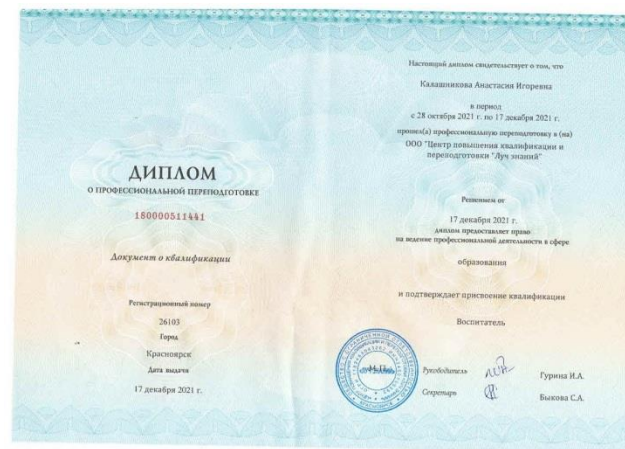 ДИПЛОМ
О ПРОФЕССИОНАЛЬНОЙ ПЕРЕПОДГОТОВКЕ
180000511441
Документ о квалификации
Регистрационный номер
26103
Город
Красноярск
Дата выдачи
17 декабря 2021 г.
Настоящий диплом свидетельствует о том, что
Калашникова Анастасия Игоревна
в период
с 28 октября 2021 г. по 17 декабря 2021 г.
прошел(а) профессиональную переподготовку в (на)
ООО "Центр повышения квалификации и
переподготовки "Луч знаний"
Решением от
17 декабря 2021 г.
диплом предоставляет право
на ведение профессиональной деятельности в сфере
образования
и подтверждает присвоение квалификации
Воспитатель
М.П.
Руководитель
Гурина И.А.
Секретарь
Быкова С.А.